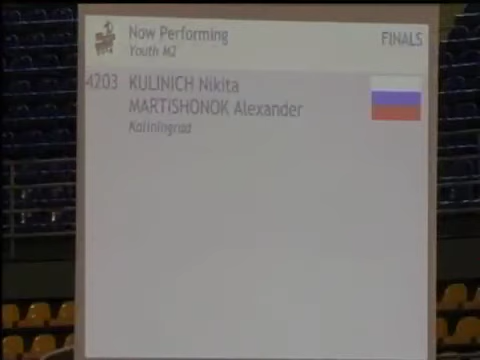 Now Performing
FINALS
Youth M2
4203 KULINICH Nikita
MARTiSHONOK Alexander
Kaliningrad